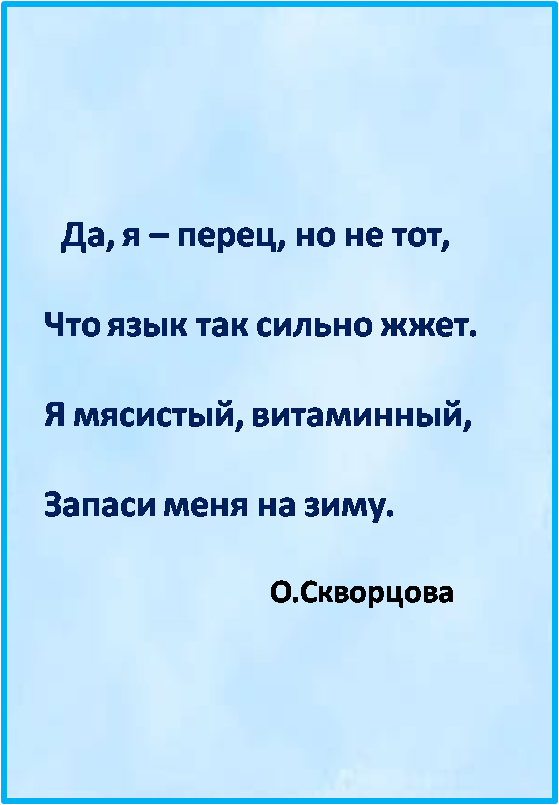 Да, я – перец, но не тот,
Что язык так сильно жжет.
Я мясистый, витаминный,
Запаси меня на зиму.
О.Скворцова